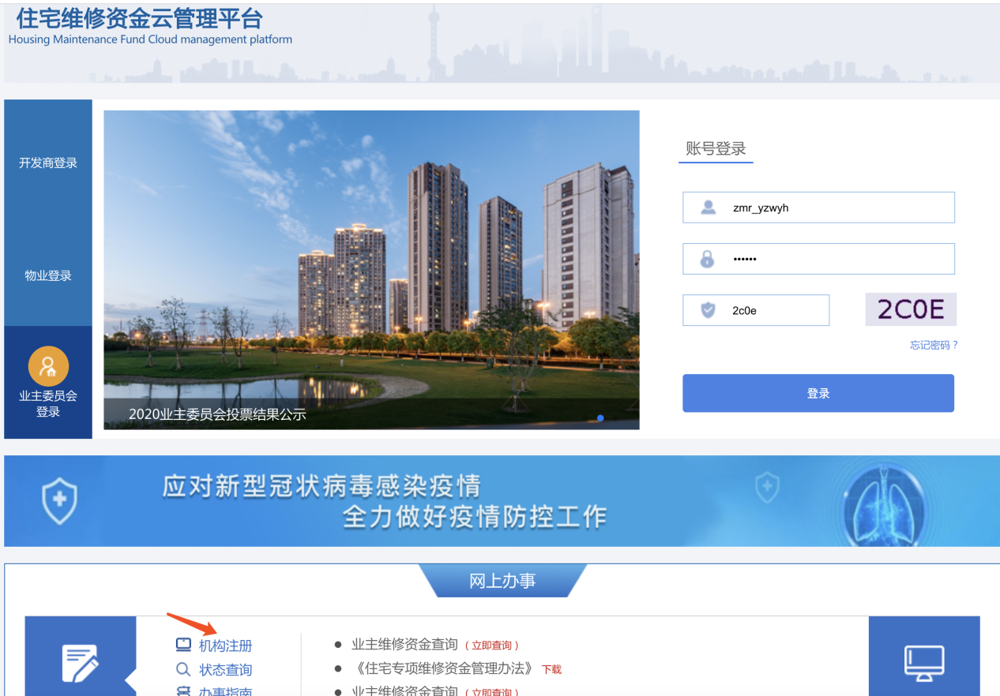 住宅维修资金云管理平台
Housing Maintenance Fund Cloud management platform
开发商登录
物业登录
业主委员会
登录
2020业主委员会投票结果公示
账号登录
zmr_yzwyh
••••••
2c0e
2C0E
忘记密码？
登录
应对新型冠状病毒感染疫情
全力做好疫情防控工作
网上办事
机构注册
状态查询
办事指南
● 业主维修资金查询（立即查询）
● 《住宅专项维修资金管理办法》 下载
● 业主维修资金查询（立即查询）